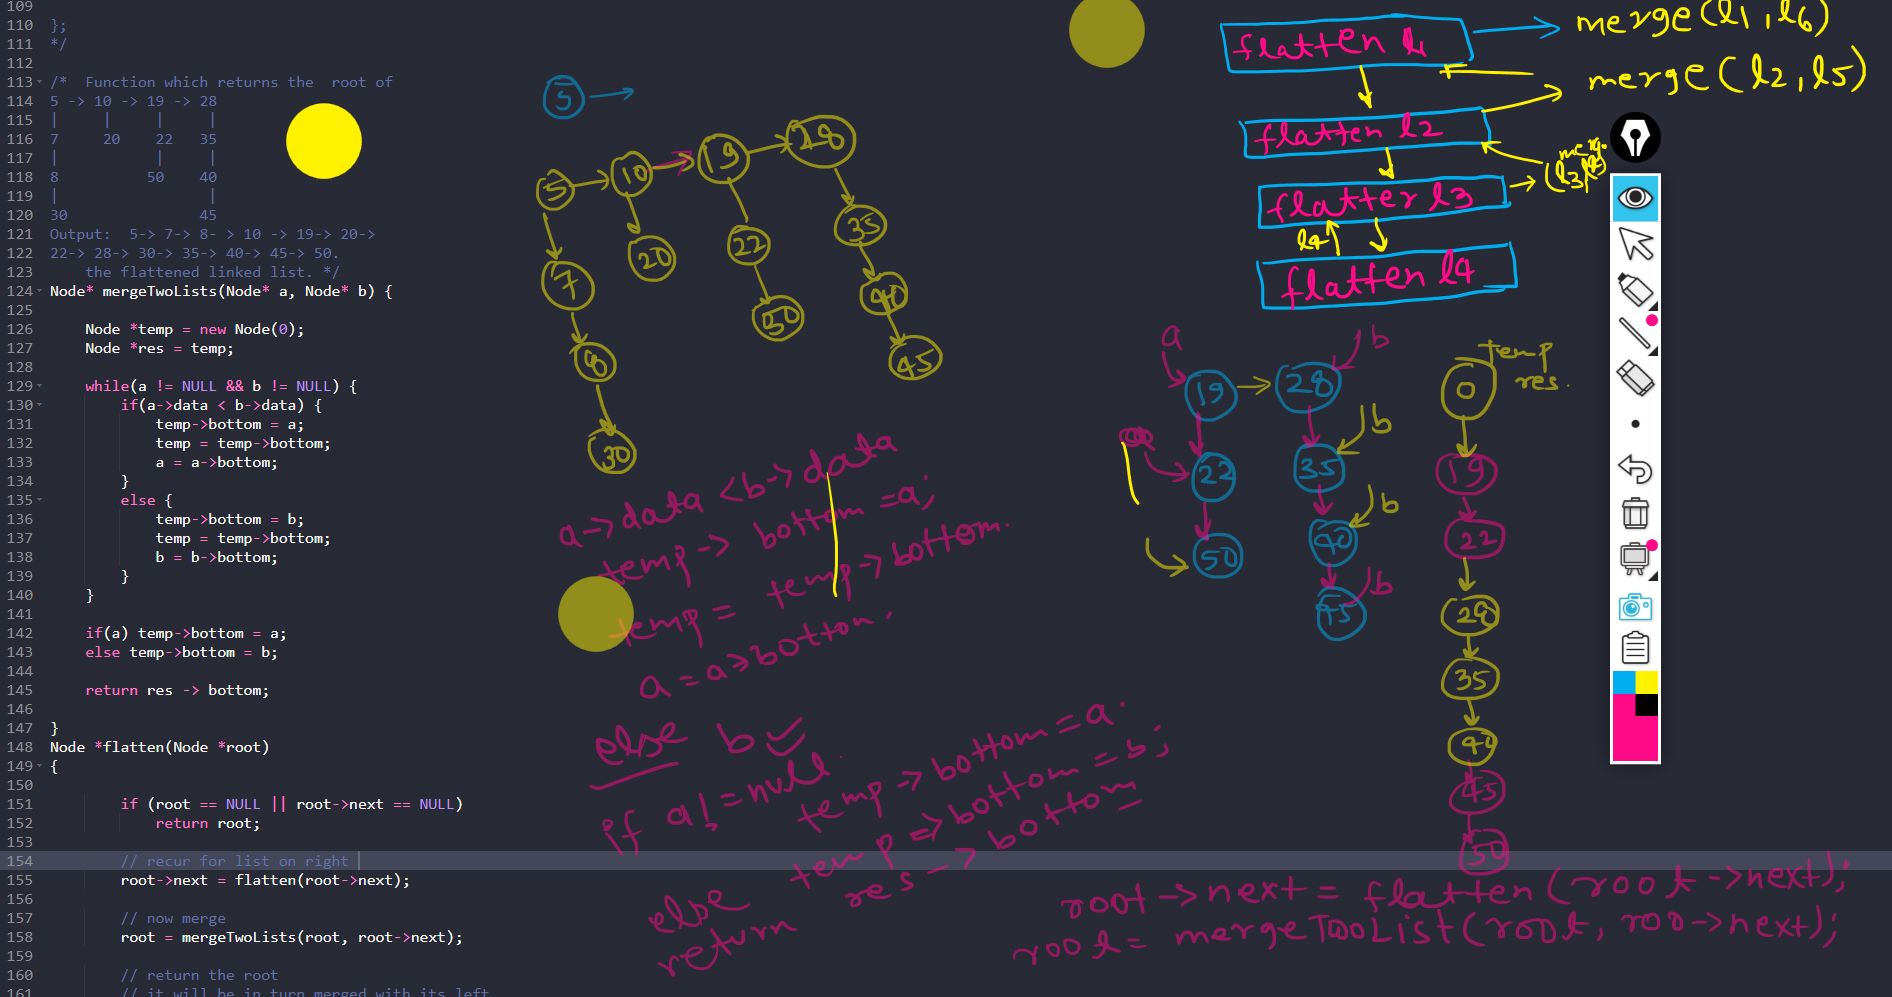 109
110 };
111 */
112
113 /* Function which returns the root of
114 5 -> 10 -> 19 -> 28
115 | | | |
116 7 20 22 35
117 | | |
118 8 50 40
119 | |
120 30 45
121 Output: 5-> 7-> 8- > 10 -> 19-> 20->
122 22-> 28-> 30-> 35-> 40-> 45-> 50.
123 the flattened linked list. */
124 Node* mergeTwoLists(Node* a, Node* b) {
125
126 Node *temp = new Node(0);
127 Node *res = temp;
128
129 while(a != NULL && b != NULL) {
130 if(a->data < b->data) {
131 temp->bottom = a;
132 temp = temp->bottom;
133 a = a->bottom;
134 }
135 else {
136 temp->bottom = b;
137 temp = temp->bottom;
138 b = b->bottom;
139 }
140 }
141
142 if(a) temp->bottom = a;
143 else temp->bottom = b;
144
145 return res -> bottom;
146
147 }
148 Node *flatten(Node *root)
149 {
150
151 if (root == NULL || root->next == NULL)
152 return root;
153
154 // recur for list on right
155 root->next = flatten(root->next);
156
157 // now merge
158 root = mergeTwoLists(root, root->next);
159
160 // return the root
161 // it will be in turn merged with its left
5 →
5 → 10 → 19 → 28
7 20 22 35
8 50 40
30 45
flatten l1 → merge(l1, l6)
merge(l2, l5)
flatten l2
flatter l3
l4
flatten l4
a b temp
19 → 28 0 res.
b
22 35 19
b
50 40 22
b
45 28
35
40
45
50
a→data < b→data
temp → bottom = a;
temp = temp→bottom.
a = a→bottom.
else b
if a != null
temp → bottom = a.
else
temp → bottom = b;
return res → bottom
root → next = flatten(root →next);
root = mergeTooList(root, roo→next);